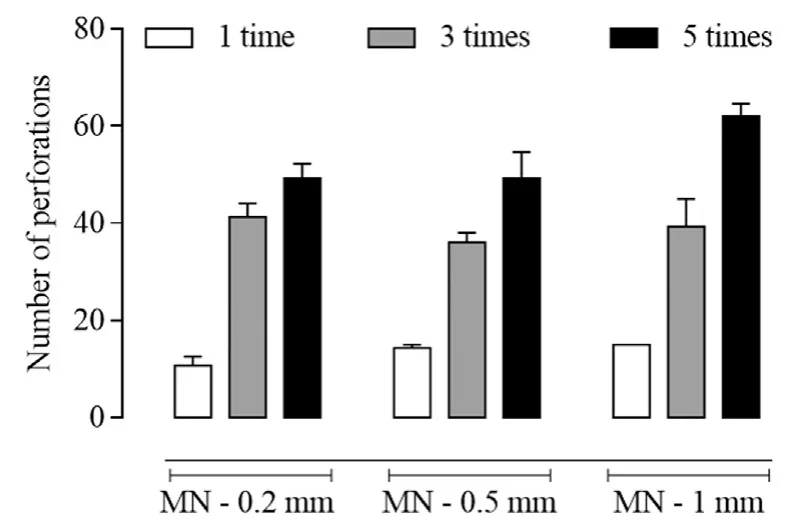 80
1 time
3 times
5 times
60
40
20
0
Number of perforations
MN - 0.2 mm
MN - 0.5 mm
MN - 1 mm